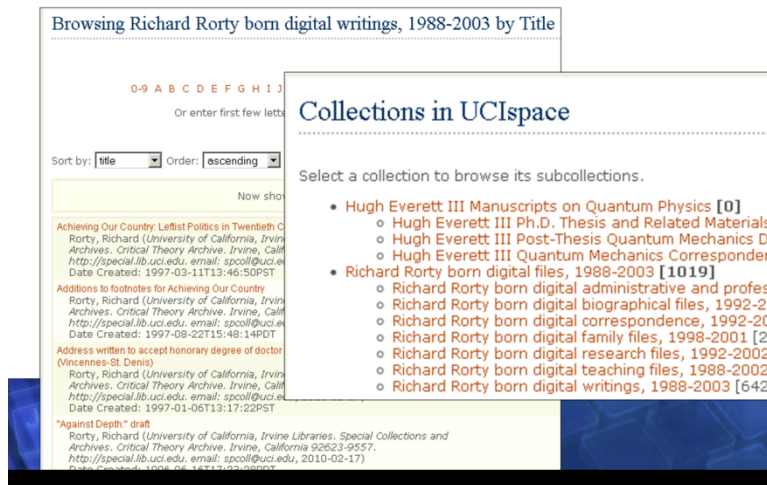 Browsing Richard Rorty born digital writings, 1988-2003 by Title
0-9 A B C D E F G H I J
Or enter first few lette
Sort by: title Order: ascending
Now show
Achieving Our Country: Leftist Politics in Twentieth C
Rorty, Richard (University of California, Irvin
Archives. Critical Theory Archive. Irvine, Calif
http://special.lib.uci.edu. email: spcoll@uci.e
Date Created: 1997-03-11T13:46:50PST
Additions to footnotes for Achieving Our Country
Rorty, Richard (University of California, Irvin
Archives. Critical Theory Archive. Irvine, Calif
http://special.lib.uci.edu. email: spcoll@uci.e
Date Created: 1997-08-22T15:48:14PDT
Address written to accept honorary degree of doctor
(Vincennes-St. Denis)
Rorty, Richard (University of California, Irvin
Archives. Critical Theory Archive. Irvine, Calif
http://special.lib.uci.edu. email: spcoll@uci.e
Date Created: 1997-01-06T13:17:22PST
"Against Depth:" draft
Rorty, Richard (University of California, Irvine Libraries. Special Collections and
Archives. Critical Theory Archive. Irvine, California 92623-9557.
http://special.lib.uci.edu. email: spcoll@uci.edu, 2010-02-17)
Date Created: 1996-06-16T17:23:28PDT
Collections in UCIspace
Select a collection to browse its subcollections.
Hugh Everett III Manuscripts on Quantum Physics [0]
Hugh Everett III Ph.D. Thesis and Related Materials
Hugh Everett III Post-Thesis Quantum Mechanics D
Hugh Everett III Quantum Mechanics Corresponder
Richard Rorty born digital files, 1988-2003 [1019]
Richard Rorty born digital administrative and profes
Richard Rorty born digital biographical files, 1992-2
Richard Rorty born digital correspondence, 1992-20
Richard Rorty born digital family files, 1998-2001 [2
Richard Rorty born digital research files, 1992-2002
Richard Rorty born digital teaching files, 1988-2002
Richard Rorty born digital writings, 1988-2003 [642